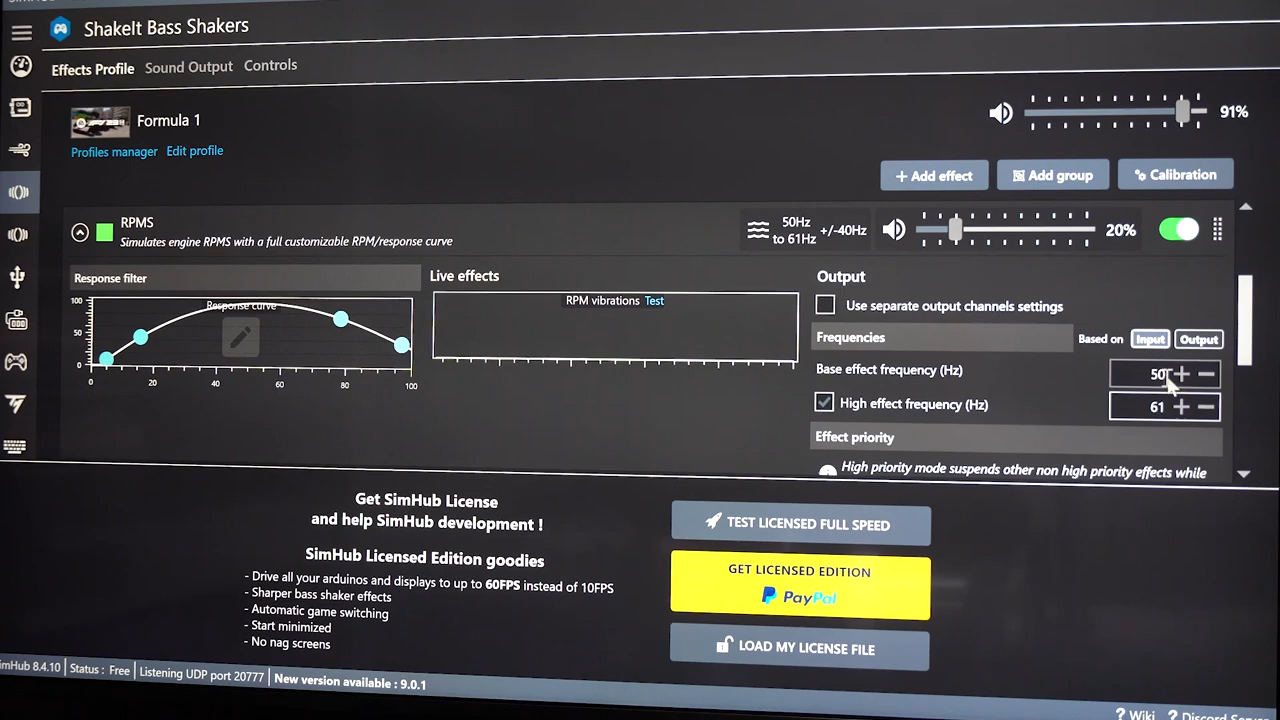 ShakeIt Bass Shakers
Effects Profile Sound Output Controls
Formula 1
Profiles manager Edit profile
91%
+ Add effect Add group Calibration
RPMS
Simulates engine RPMS with a full customizable RPM/response curve
50Hz
to 61Hz +/-40Hz
20%
Response filter
Response curve
100
50
0
0 20 40 60 80 100
Live effects
RPM vibrations Test
Output
Use separate output channels settings
Frequencies
Based on Input Output
Base effect frequency (Hz) 50 + −
High effect frequency (Hz) 61 + −
Effect priority
High priority mode suspends other non high priority effects while
Get SimHub License
and help SimHub development !
SimHub Licensed Edition goodies
- Drive all your arduinos and displays to up to 60FPS instead of 10FPS
- Sharper bass shaker effects
- Automatic game switching
- Start minimized
- No nag screens
TEST LICENSED FULL SPEED
GET LICENSED EDITION
PayPal
LOAD MY LICENSE FILE
SimHub 8.4.10 | Status : Free | Listening UDP port 20777 | New version available : 9.0.1
? Wiki ? Discord Server